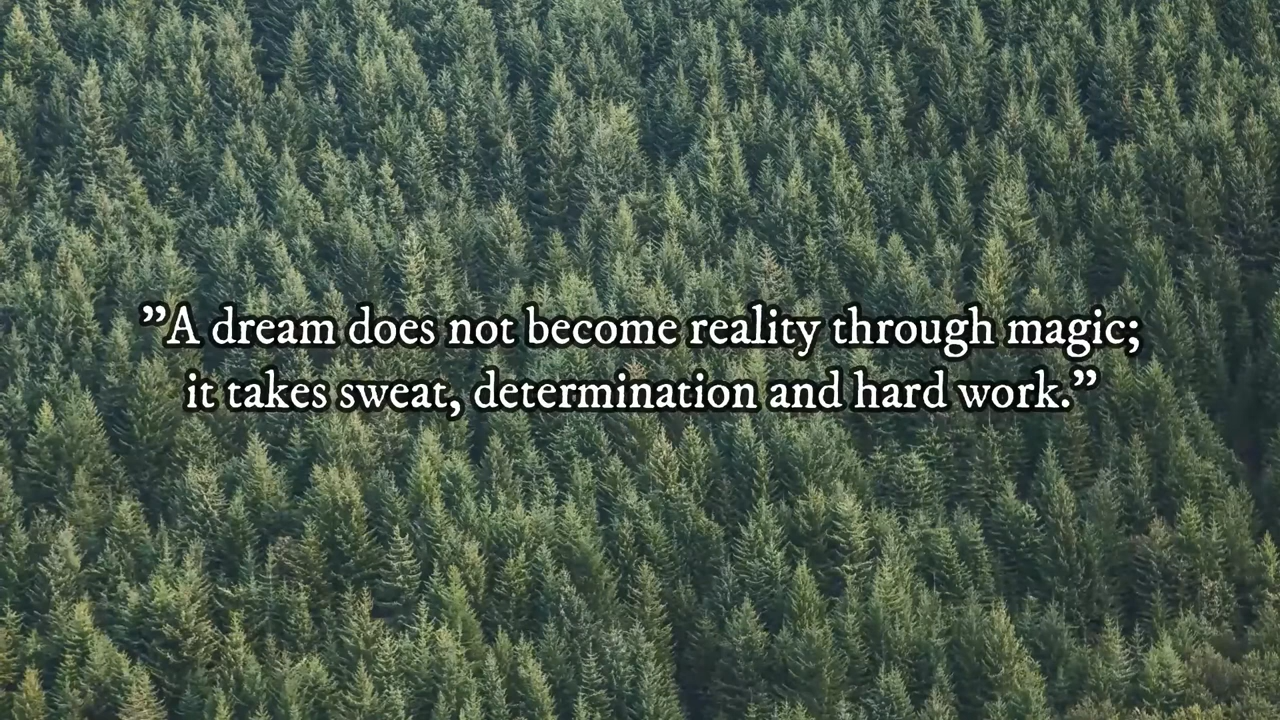 ”A dream does not become reality through magic;
it takes sweat, determination and hard work.”